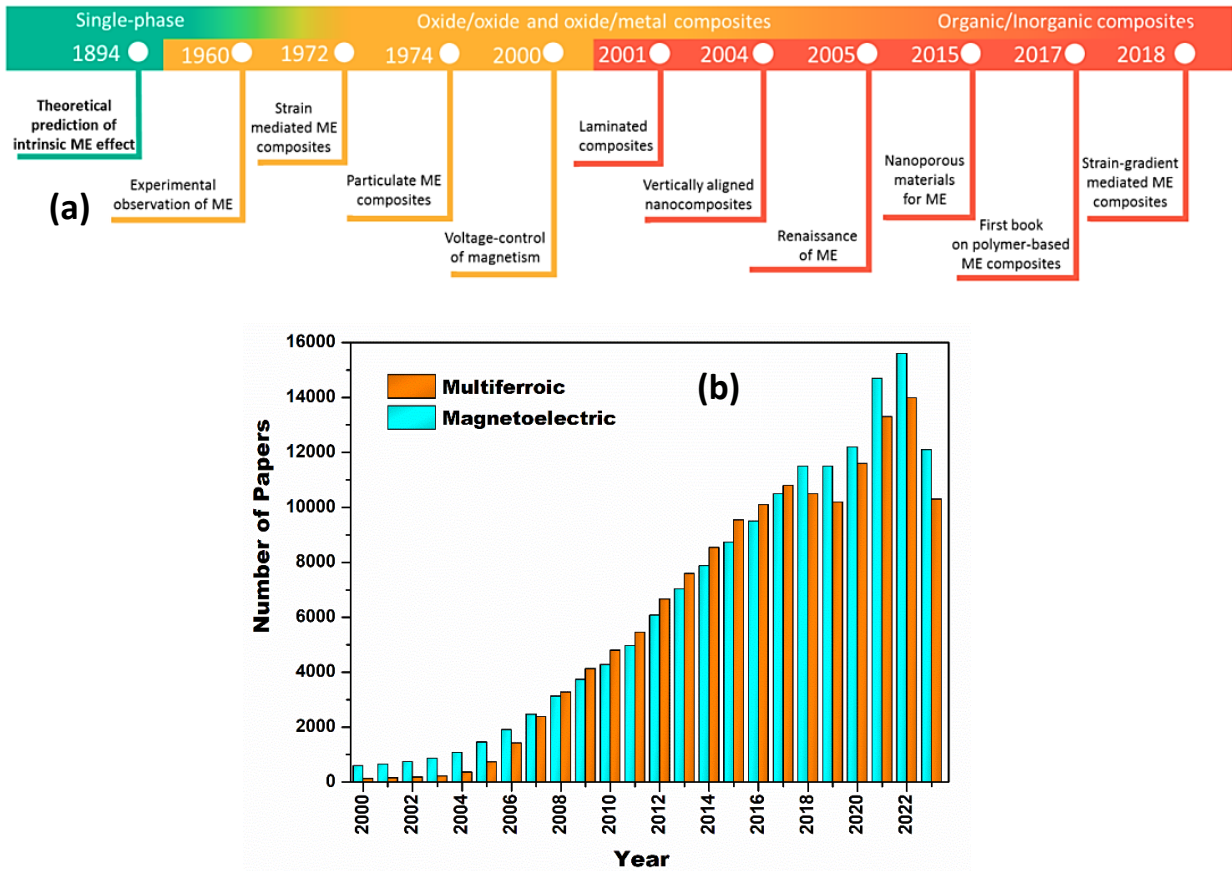 Single-phase
Oxide/oxide and oxide/metal composites
Organic/Inorganic composites
1894
1960
1972
1974
2000
2001
2004
2005
2015
2017
2018
Theoretical
prediction of
intrinsic ME effect
Experimental
observation of ME
Strain
mediated ME
composites
Particulate ME
composites
Voltage-control
of magnetism
Laminated
composites
Vertically aligned
nanocomposites
Renaissance
of ME
Nanoporous
materials
for ME
First book
on polymer-based
ME composites
Strain-gradient
mediated ME
composites
(a)
(b)
Multiferroic
Magnetoelectric
Number of Papers
16000
14000
12000
10000
8000
6000
4000
2000
0
2000
2002
2004
2006
2008
2010
2012
2014
2016
2018
2020
2022
Year